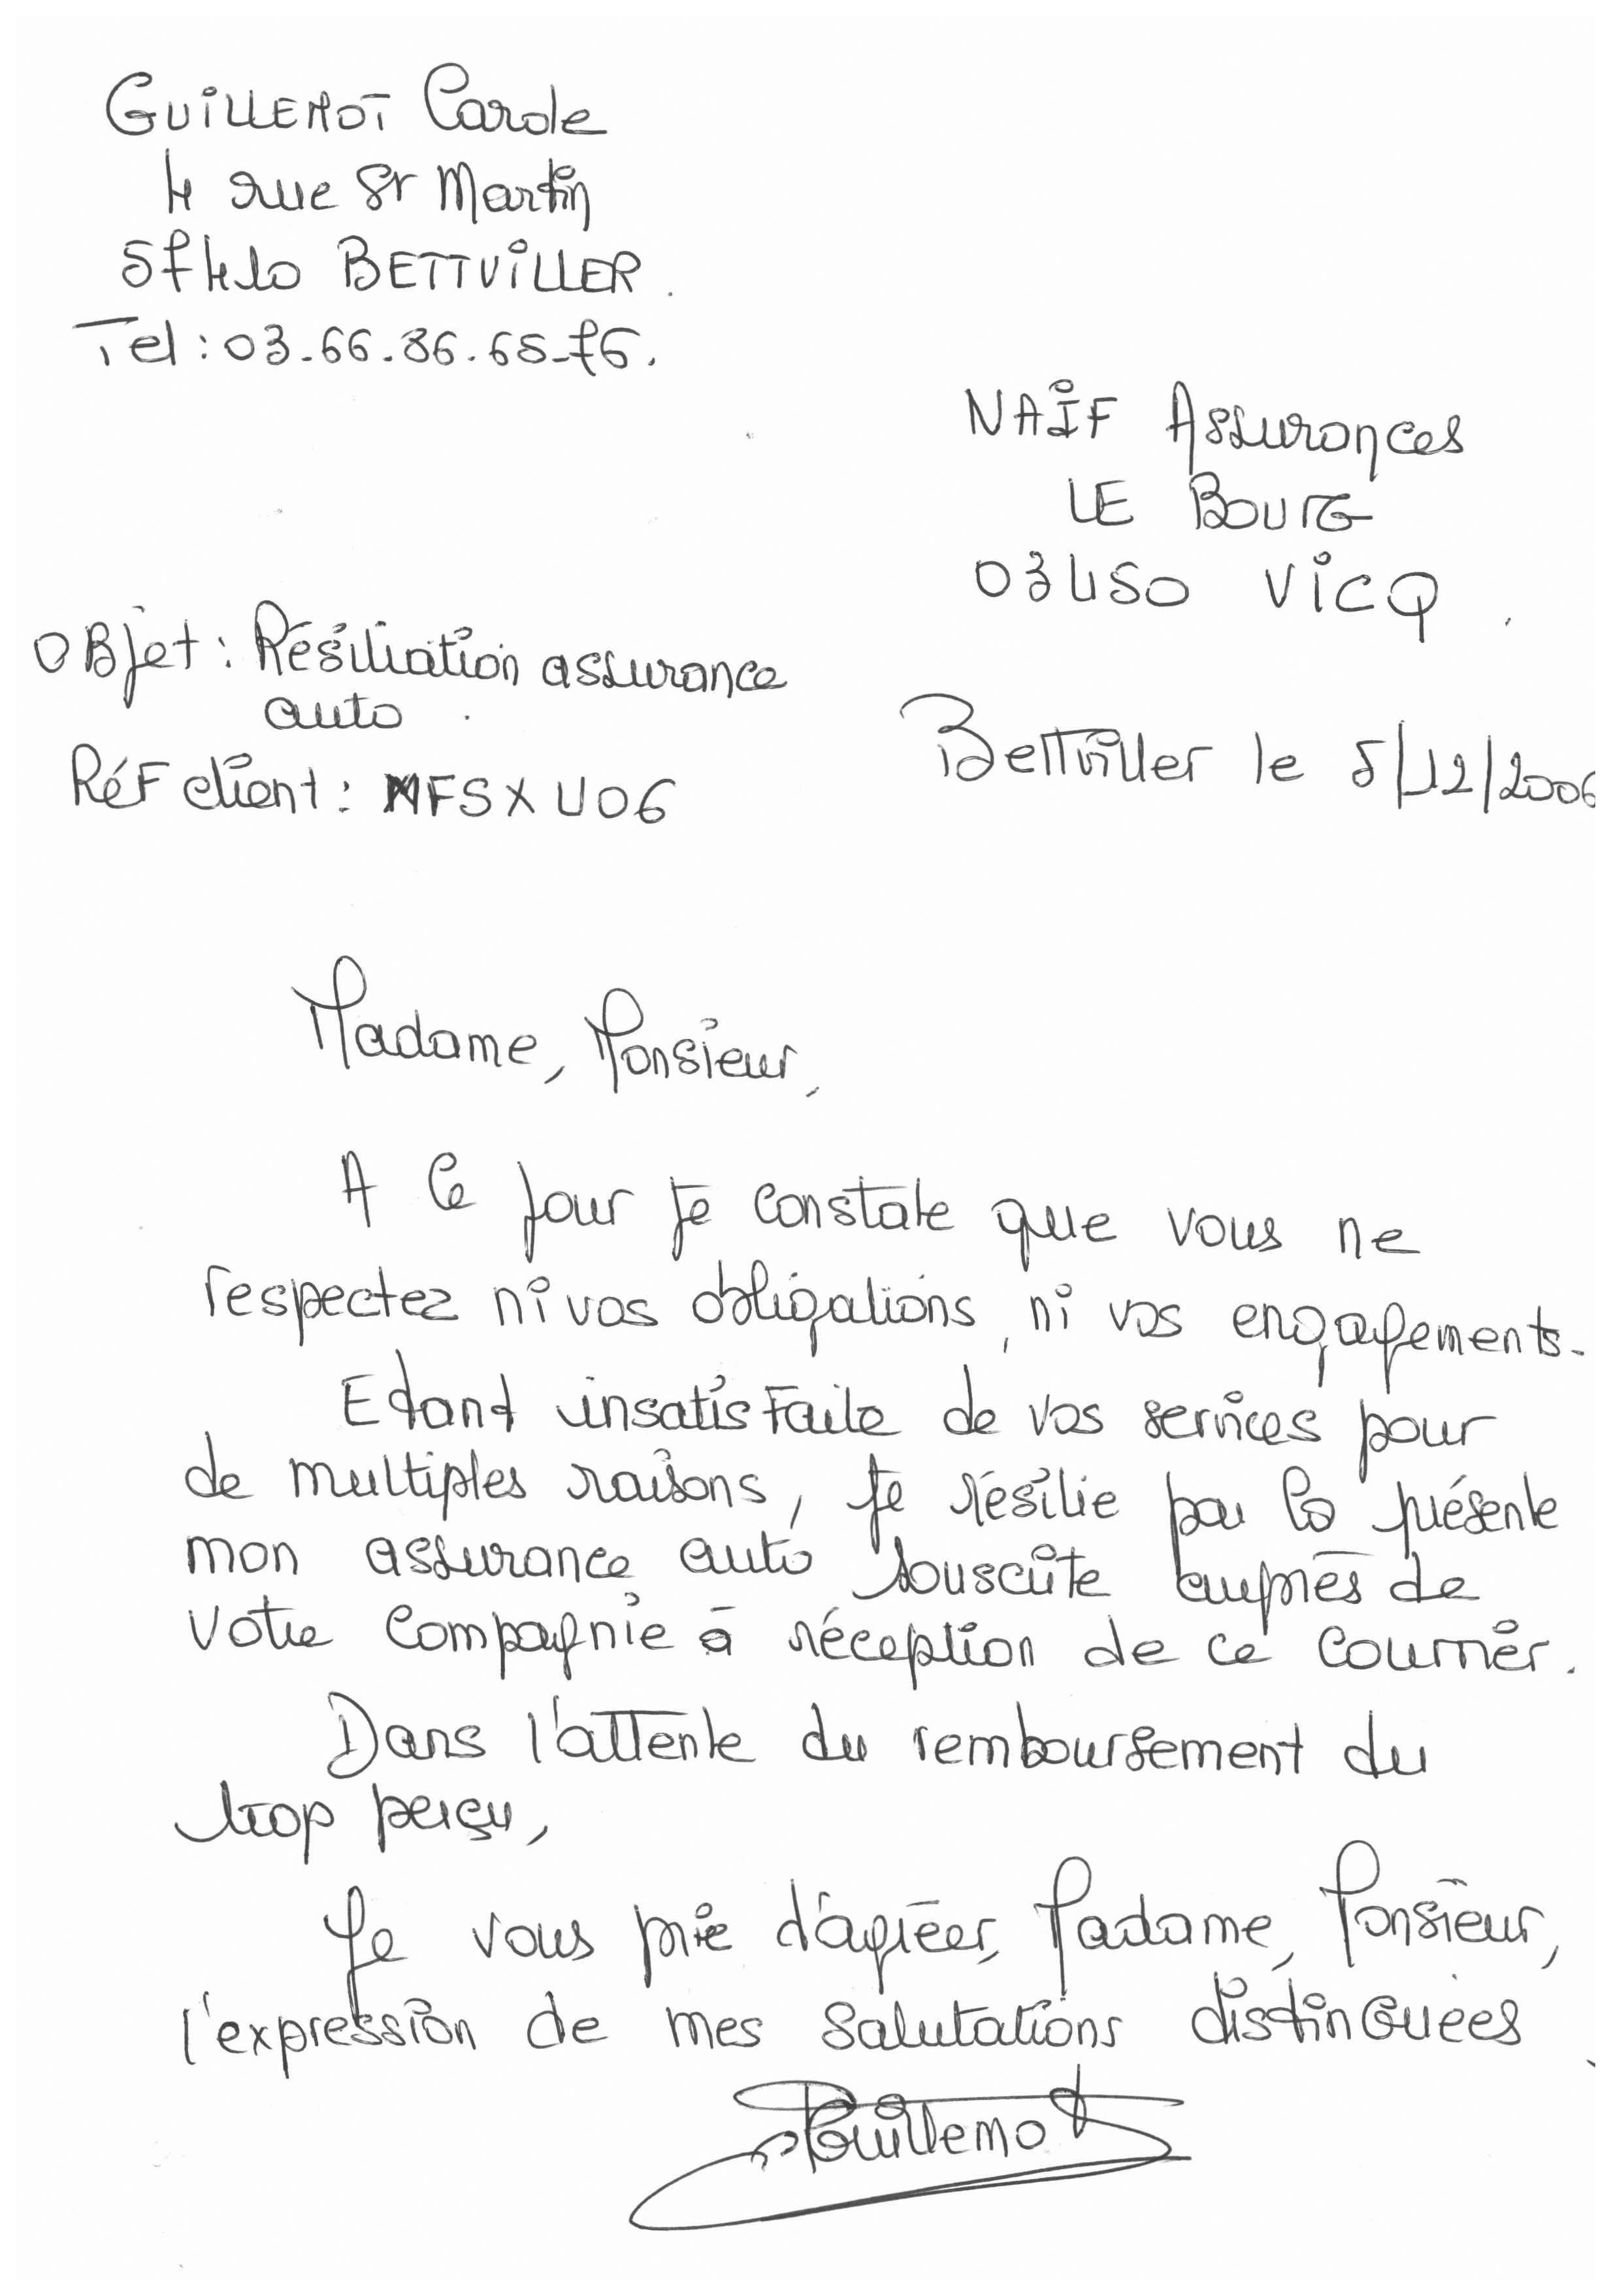 GUILLEMOT Carole
4 rue St Martin
57410 BETTVILLER.
Tel : 03.66.86.65.76.
NAÏF Assurances
LE BOURG
03450 VICQ.
OBjet : Résiliation assurance
auto.
Bettviller le 5/12/2006
RéF client : MFSXU06
Madame, Monsieur,
A Ce jour je constate que vous ne
respectez ni vos obligations, ni vos engagements.
Etant insatisfaite de vos services pour
de multiples raisons, je résilie par la présente
mon assurance auto souscrite auprès de
votre Compagnie à réception de ce courrier.
Dans l'attente du remboursement du
trop perçu,
Je vous prie d'agréer, Madame, Monsieur,
l'expression de mes salutations distinGuées.
Guillemot